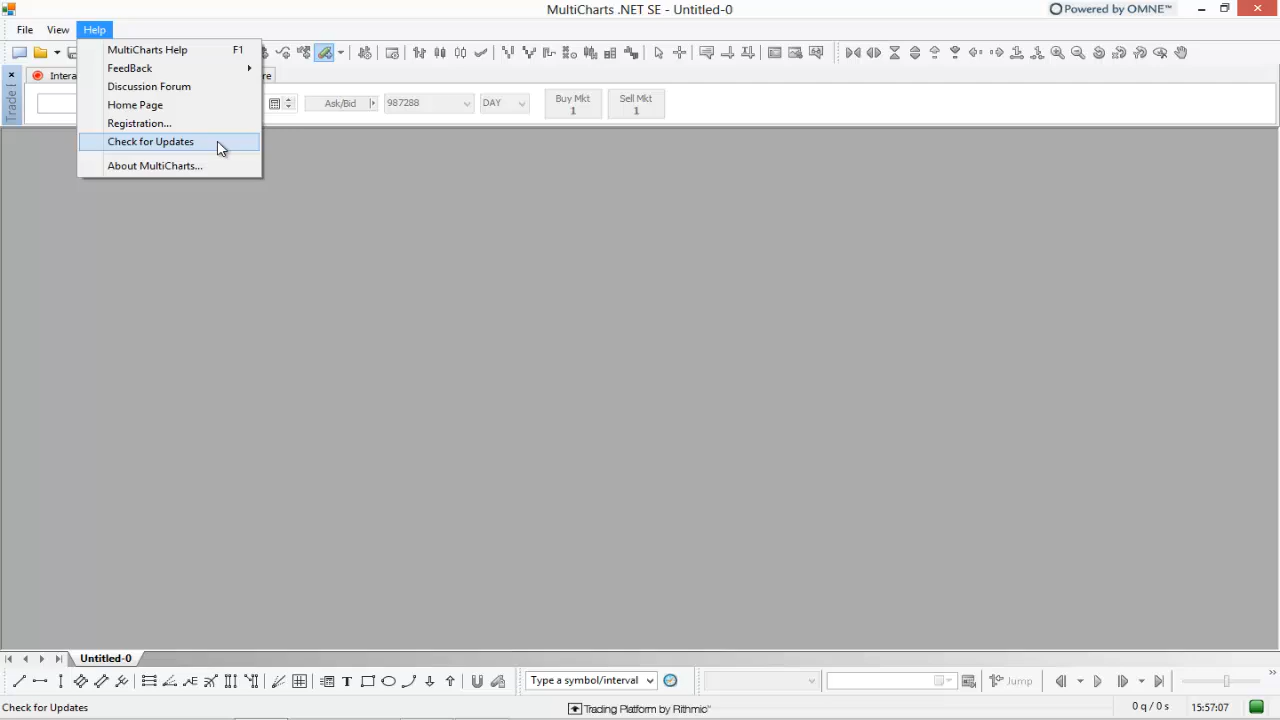 MultiCharts .NET SE - Untitled-0
Powered by OMNE™
File View Help
MultiCharts Help F1
FeedBack
Discussion Forum
Home Page
Registration...
Check for Updates
About MultiCharts...
Trade
Intera
re
Ask/Bid
987288
DAY
Buy Mkt
1
Sell Mkt
1
Untitled-0
T
Type a symbol/interval
Jump
Check for Updates
Trading Platform by Rithmic™
0 q / 0 s
15:57:07